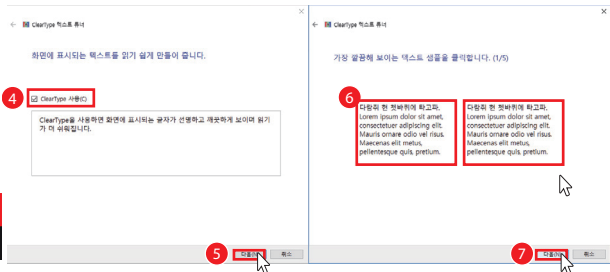 ← ClearType 텍스트 튜너
화면에 표시되는 텍스트를 읽기 쉽게 만들어 줍니다.
4
ClearType 사용(C)
ClearType을 사용하면 화면에 표시되는 글자가 선명하고 깨끗하게 보이며 읽기
가 더 쉬워집니다.
5
다음(N)
취소
← ClearType 텍스트 튜너
가장 깔끔해 보이는 텍스트 샘플을 클릭합니다. (1/5)
6
다람쥐 헌 쳇바퀴에 타고파.
Lorem ipsum dolor sit amet,
consectetuer adipiscing elit.
Mauris ornare odio vel risus.
Maecenas elit metus,
pellentesque quis, pretium.
다람쥐 헌 쳇바퀴에 타고파.
Lorem ipsum dolor sit amet,
consectetuer adipiscing elit.
Mauris ornare odio vel risus.
Maecenas elit metus,
pellentesque quis, pretium.
7
다음(N)
취소